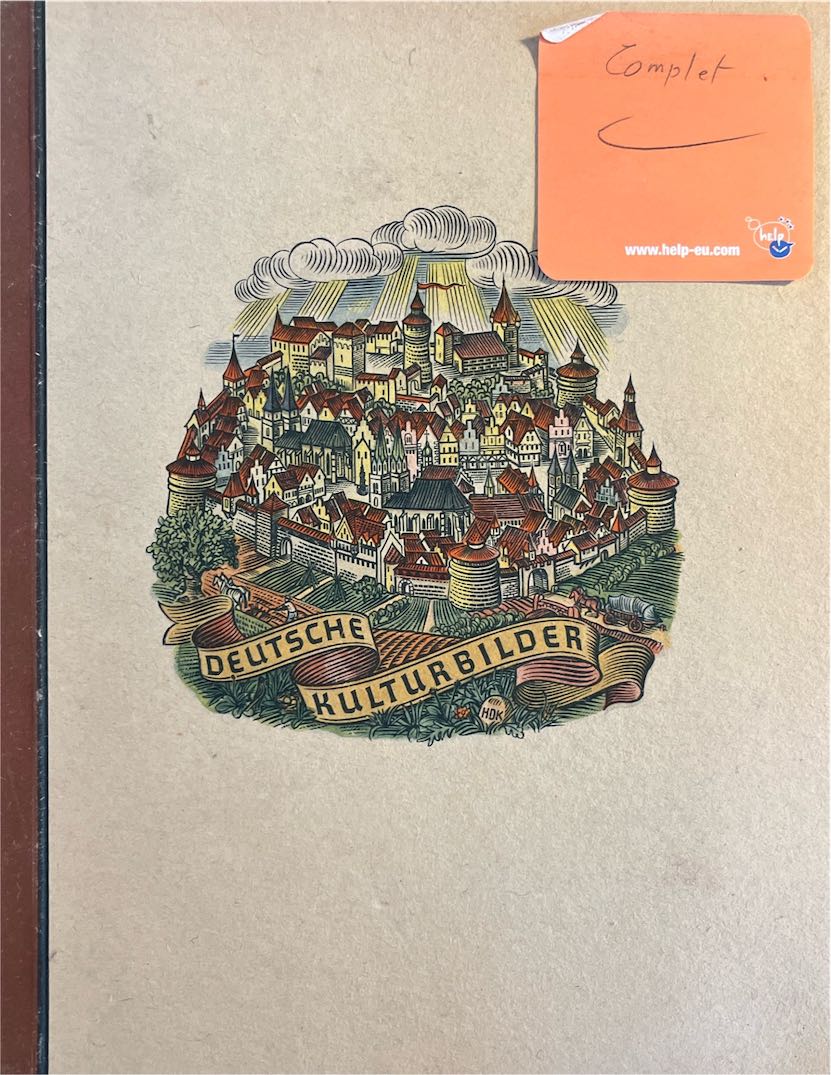 Complet
www.help-eu.com
help
DEUTSCHE
KULTURBILDER
HDK